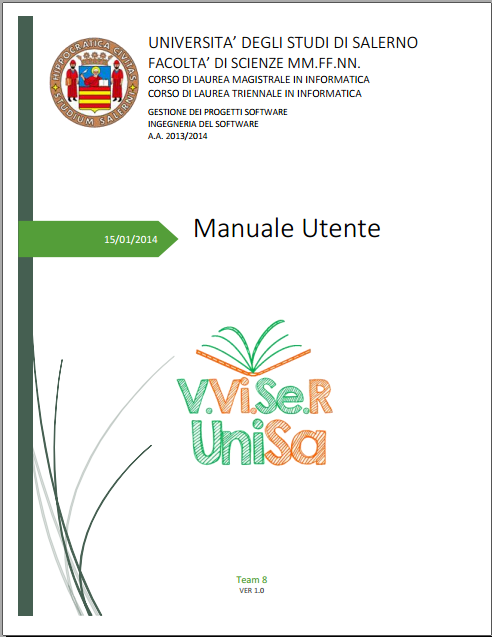 HIPPOCRATICA CIVITAS
STUDIUM SALERNI
UNIVERSITA’ DEGLI STUDI DI SALERNO
FACOLTA’ DI SCIENZE MM.FF.NN.
CORSO DI LAUREA MAGISTRALE IN INFORMATICA
CORSO DI LAUREA TRIENNALE IN INFORMATICA
GESTIONE DEI PROGETTI SOFTWARE
INGEGNERIA DEL SOFTWARE
A.A. 2013/2014
Manuale Utente
15/01/2014
V.Vi.Se.R
UniSa
Team 8
VER 1.0